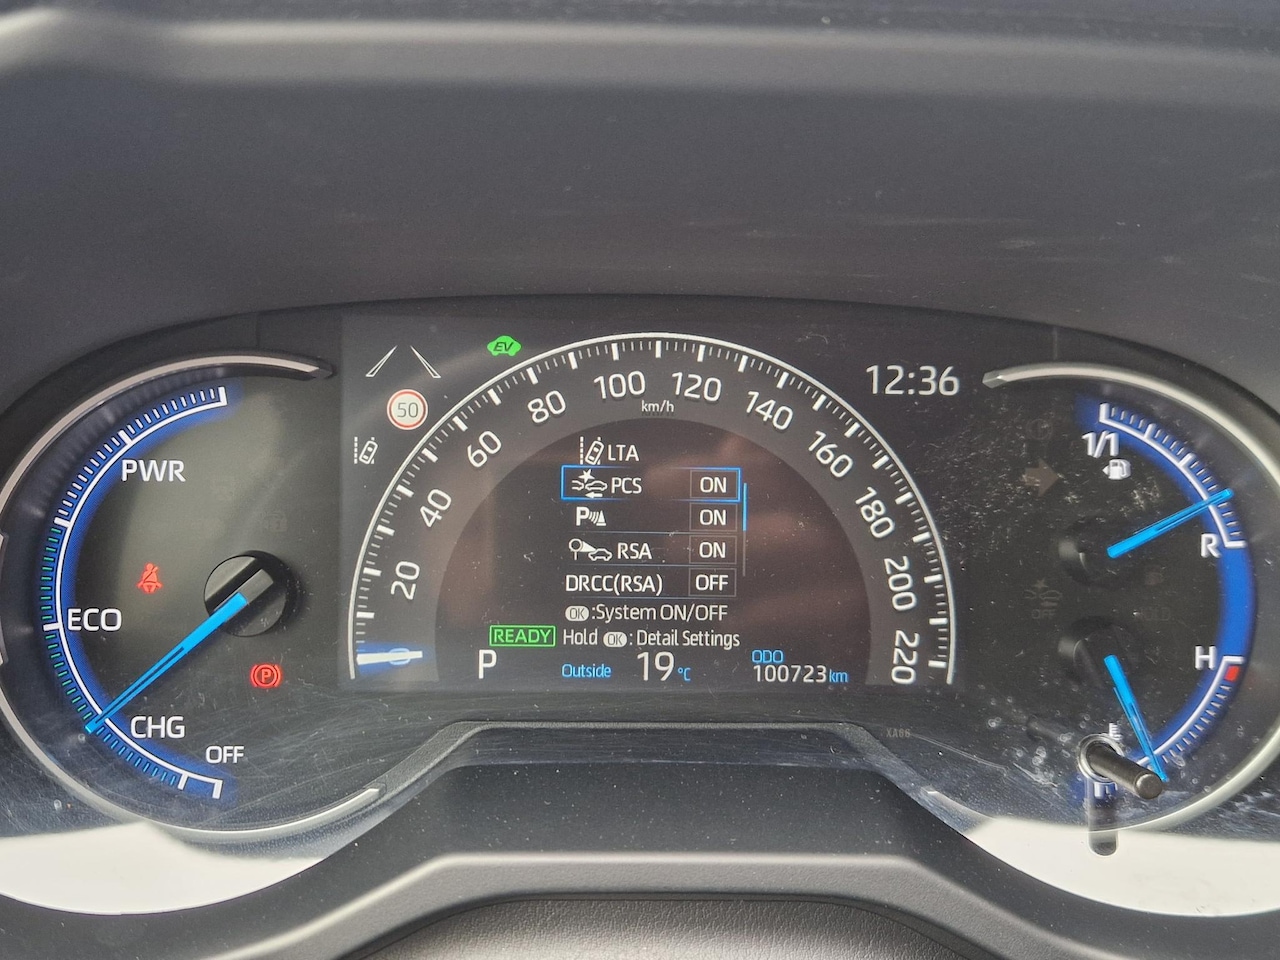 EV
50
12:36
PWR
ECO
CHG
OFF
P
20
40
60
80
100
120
140
160
180
200
220
km/h
LTA
PCS ON
P ON
RSA ON
DRCC(RSA) OFF
OK :System ON/OFF
READY Hold OK : Detail Settings
P Outside 19°C ODO
100723km
1/1
R
H
XA86